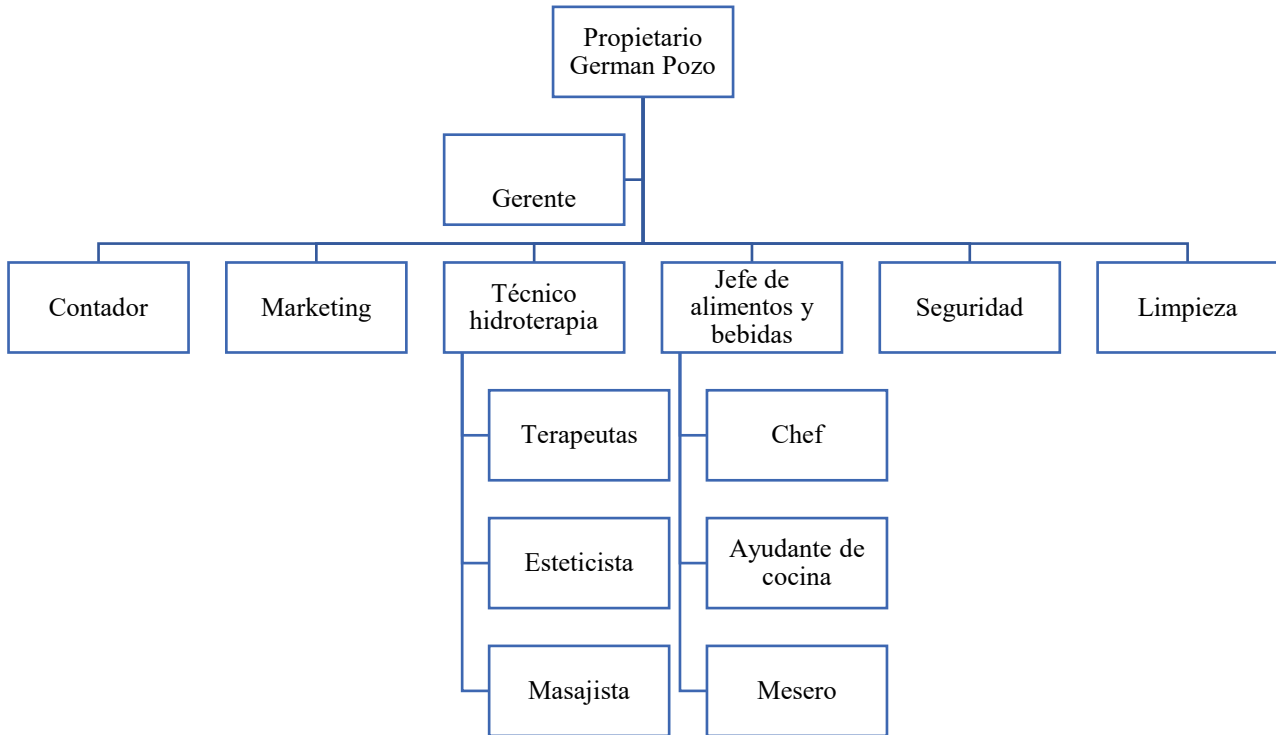 Propietario
German Pozo
Gerente
Contador
Marketing
Técnico
hidroterapia
Jefe de
alimentos y
bebidas
Seguridad
Limpieza
Terapeutas
Chef
Esteticista
Ayudante de
cocina
Masajista
Mesero